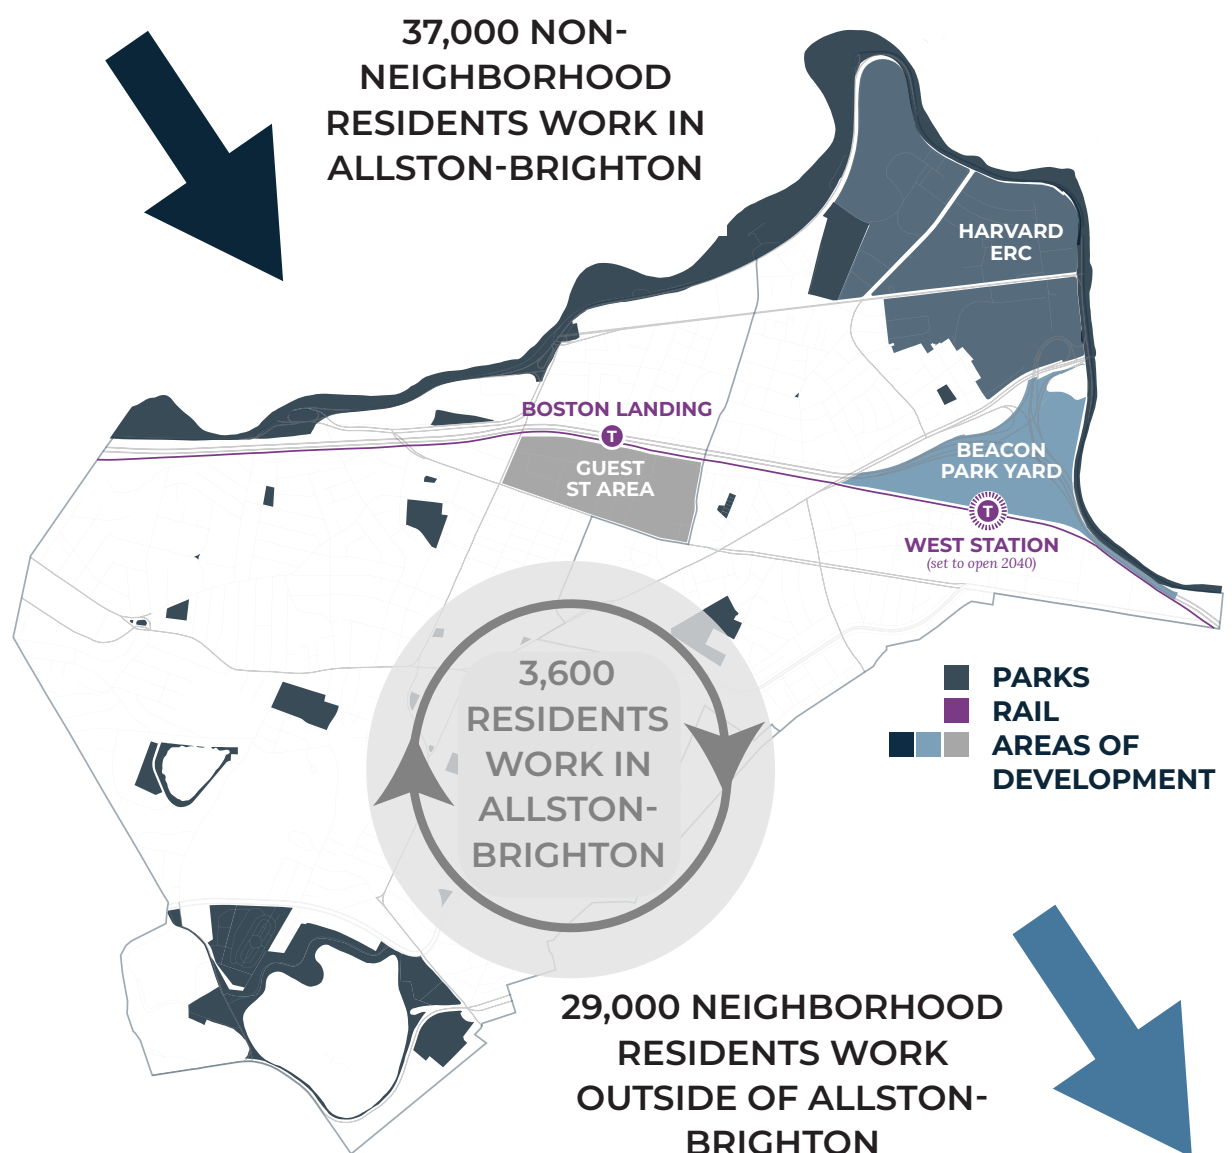 37,000 NON-
NEIGHBORHOOD
RESIDENTS WORK IN
ALLSTON-BRIGHTON
HARVARD
ERC
BOSTON LANDING
T
GUEST
ST AREA
BEACON
PARK YARD
T
WEST STATION
(set to open 2040)
3,600
RESIDENTS
WORK IN
ALLSTON-
BRIGHTON
PARKS
RAIL
AREAS OF
DEVELOPMENT
29,000 NEIGHBORHOOD
RESIDENTS WORK
OUTSIDE OF ALLSTON-
BRIGHTON